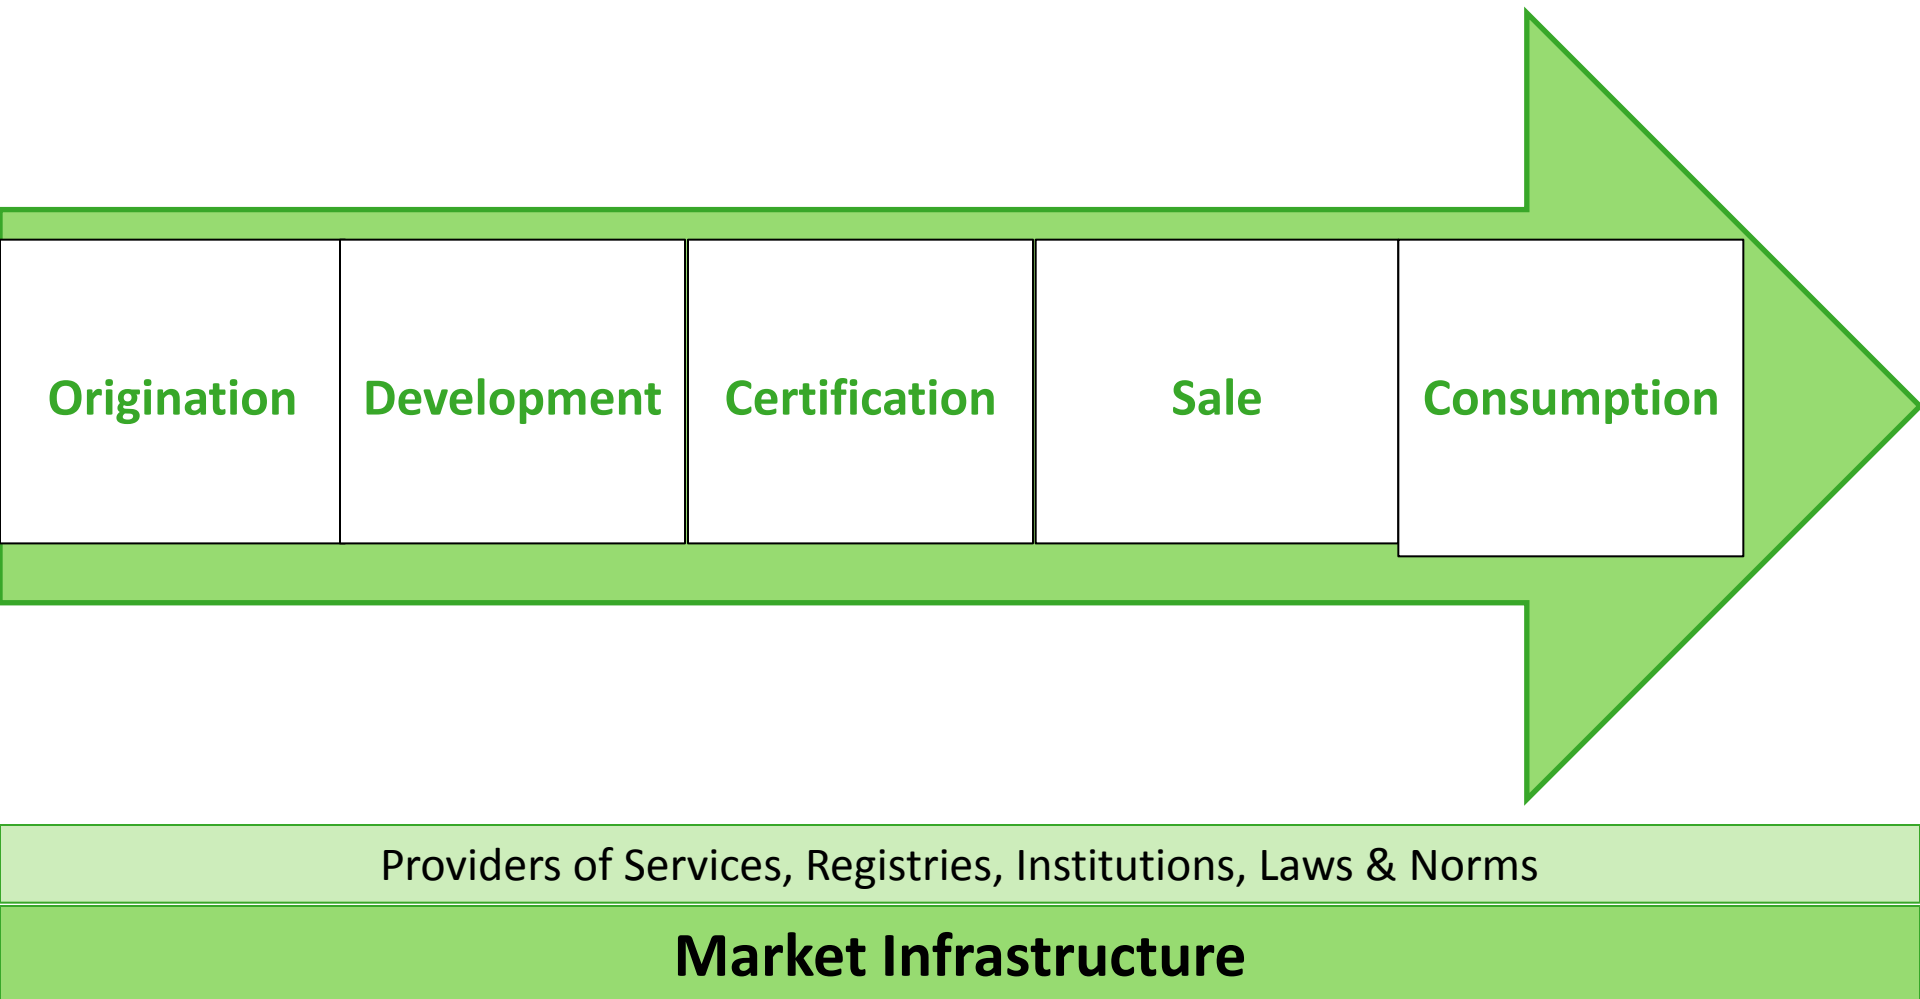 Origination
Development
Certification
Sale
Consumption
Providers of Services, Registries, Institutions, Laws & Norms
Market Infrastructure